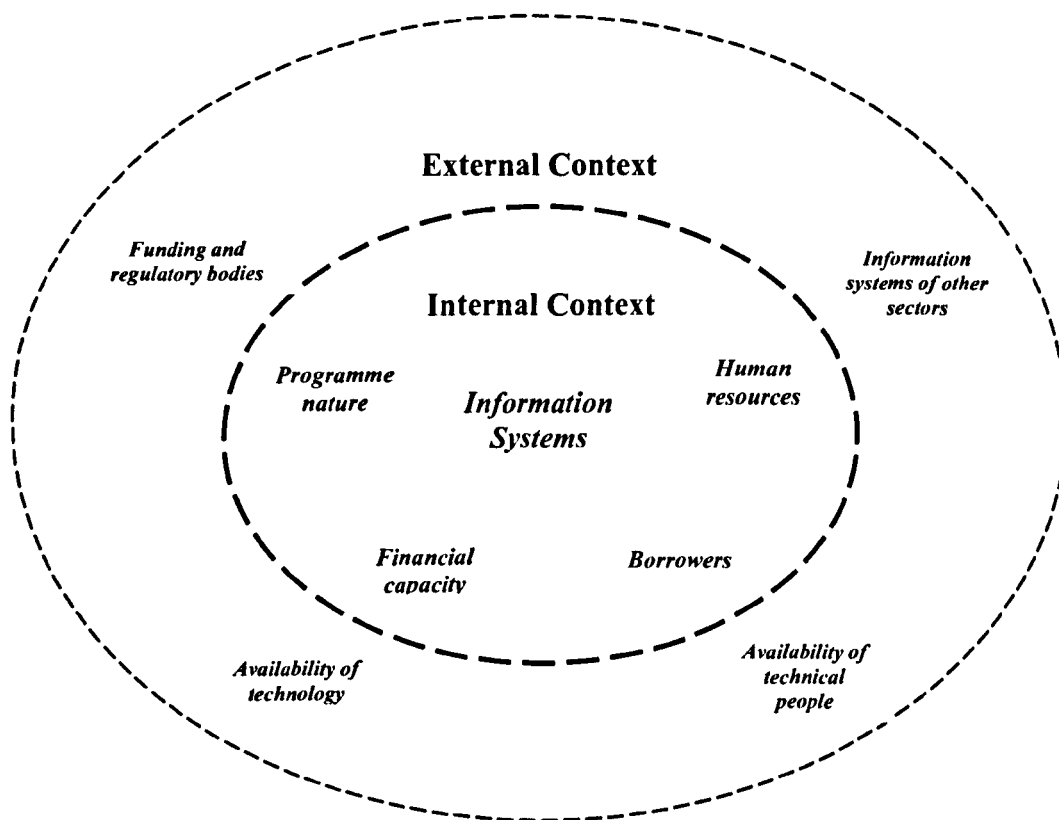 External Context
Funding and
regulatory bodies
Information
systems of other
sectors
Internal Context
Programme
nature
Information
Systems
Human
resources
Financial
capacity
Borrowers
Availability of
technology
Availability of
technical
people